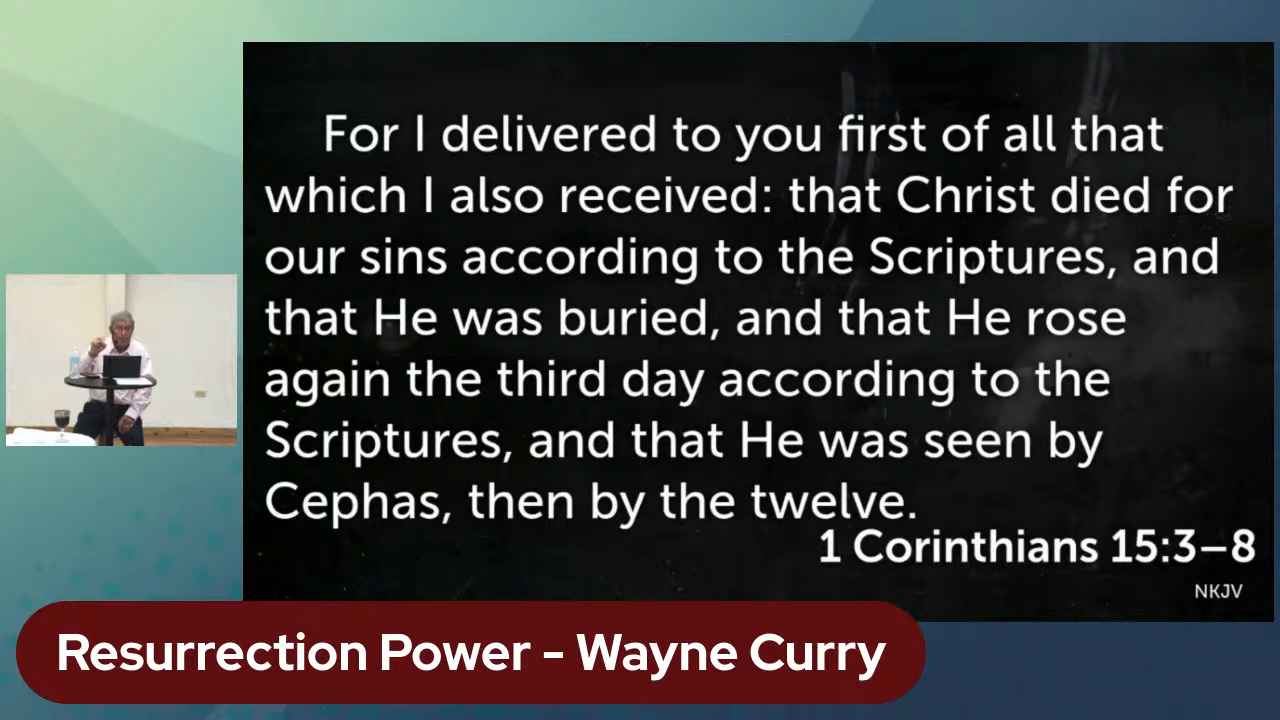 For I delivered to you first of all that
which I also received: that Christ died for
our sins according to the Scriptures, and
that He was buried, and that He rose
again the third day according to the
Scriptures, and that He was seen by
Cephas, then by the twelve.
1 Corinthians 15:3–8
NKJV
Resurrection Power - Wayne Curry